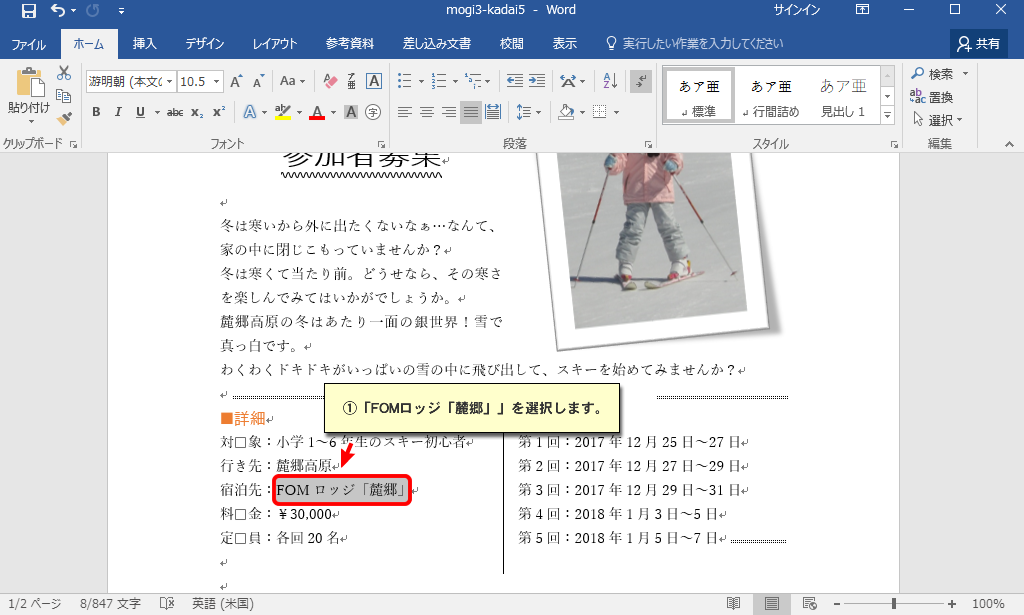 mogi3-kadai5 - Word
サインイン
ファイル ホーム 挿入 デザイン レイアウト 参考資料 差し込み文書 校閲 表示 実行したい作業を入力してください 共有
貼り付け
クリップボード
游明朝 (本文の 10.5 A A Aa ア亜 A
B I U abc x₂ x² A ab A A 字
フォント
段落
あア亜 あア亜 あア亜
↲ 標準 ↲ 行間詰め 見出し 1
スタイル
検索
置換
選択
編集
参加者募集↵
↵
冬は寒いから外に出たくないなぁ…なんて、
家の中に閉じこもっていませんか？↵
冬は寒くて当たり前。どうせなら、その寒さ
を楽しんでみてはいかがでしょうか。↵
麓郷高原の冬はあたり一面の銀世界！雪で
真っ白です。↵
わくわくドキドキがいっぱいの雪の中に飛び出して、スキーを始めてみませんか？↵
↵
①「FOMロッジ「麓郷」」を選択します。
■詳細↵
対□象：小学 1～6 年生のスキー初心者↵
行き先：麓郷高原↵
宿泊先：FOM ロッジ「麓郷」↵
料□金：￥30,000↵
定□員：各回 20 名↵
↵
↵
第 1 回：2017 年 12 月 25 日～27 日↵
第 2 回：2017 年 12 月 27 日～29 日↵
第 3 回：2017 年 12 月 29 日～31 日↵
第 4 回：2018 年 1 月 3 日～5 日↵
第 5 回：2018 年 1 月 5 日～7 日↵
1/2 ページ 8/847 文字 英語 (米国) 100%